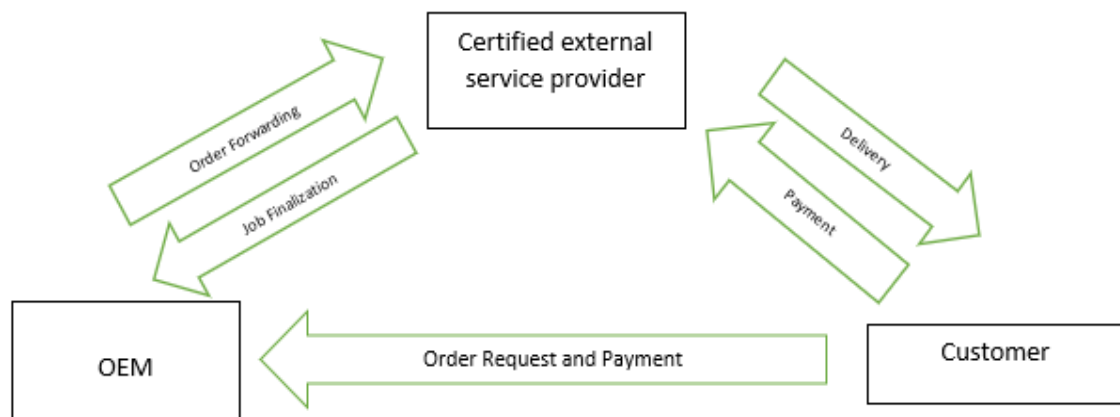 Certified external
service provider
Order Forwarding
Job Finalization
Delivery
Payment
OEM
Order Request and Payment
Customer